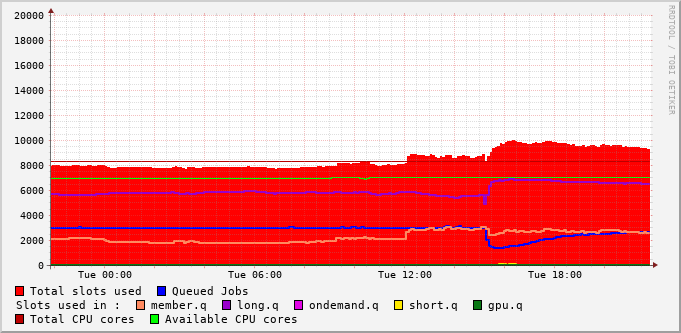 20000
18000
16000
14000
12000
10000
8000
6000
4000
2000
0
Tue 00:00 Tue 06:00 Tue 12:00 Tue 18:00
Total slots used Queued Jobs
Slots used in : member.q long.q ondemand.q short.q gpu.q
Total CPU cores Available CPU cores
RRDTOOL / TOBI OETIKER